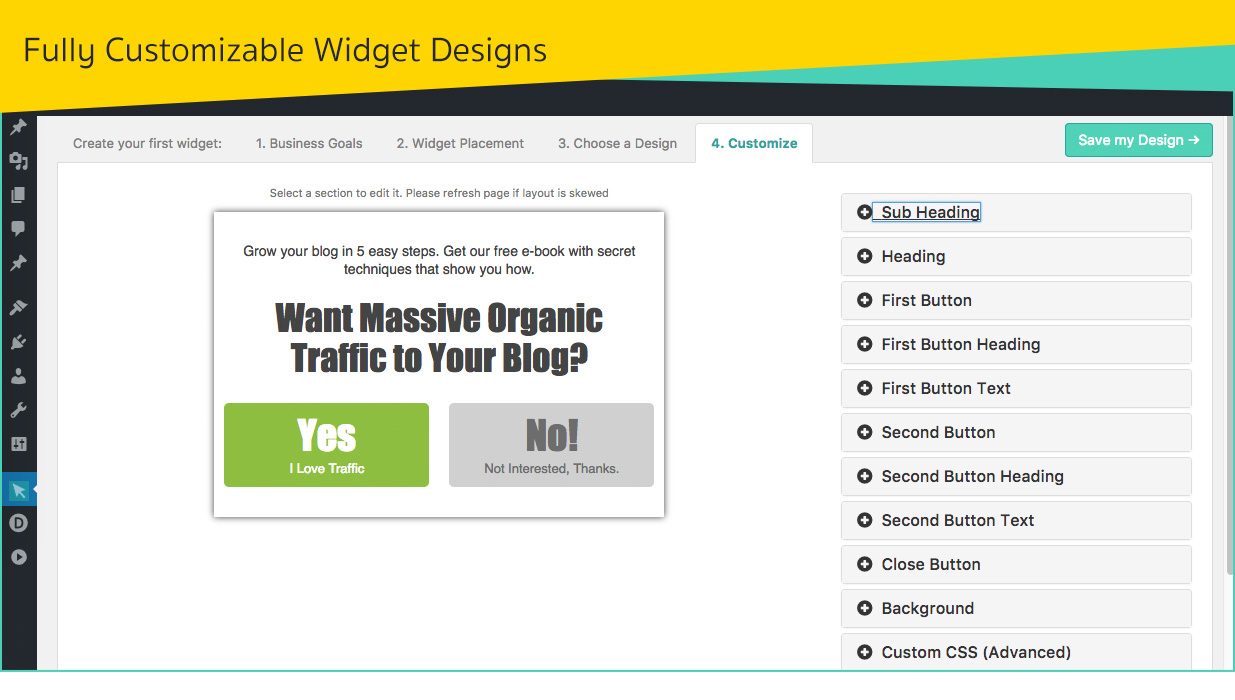 Fully Customizable Widget Designs
Create your first widget:
1. Business Goals
2. Widget Placement
3. Choose a Design
4. Customize
Save my Design →
Select a section to edit it. Please refresh page if layout is skewed
Grow your blog in 5 easy steps. Get our free e-book with secret
techniques that show you how.
Want Massive Organic
Traffic to Your Blog?
Yes
I Love Traffic
No!
Not Interested, Thanks.
Sub Heading
Heading
First Button
First Button Heading
First Button Text
Second Button
Second Button Heading
Second Button Text
Close Button
Background
Custom CSS (Advanced)
D